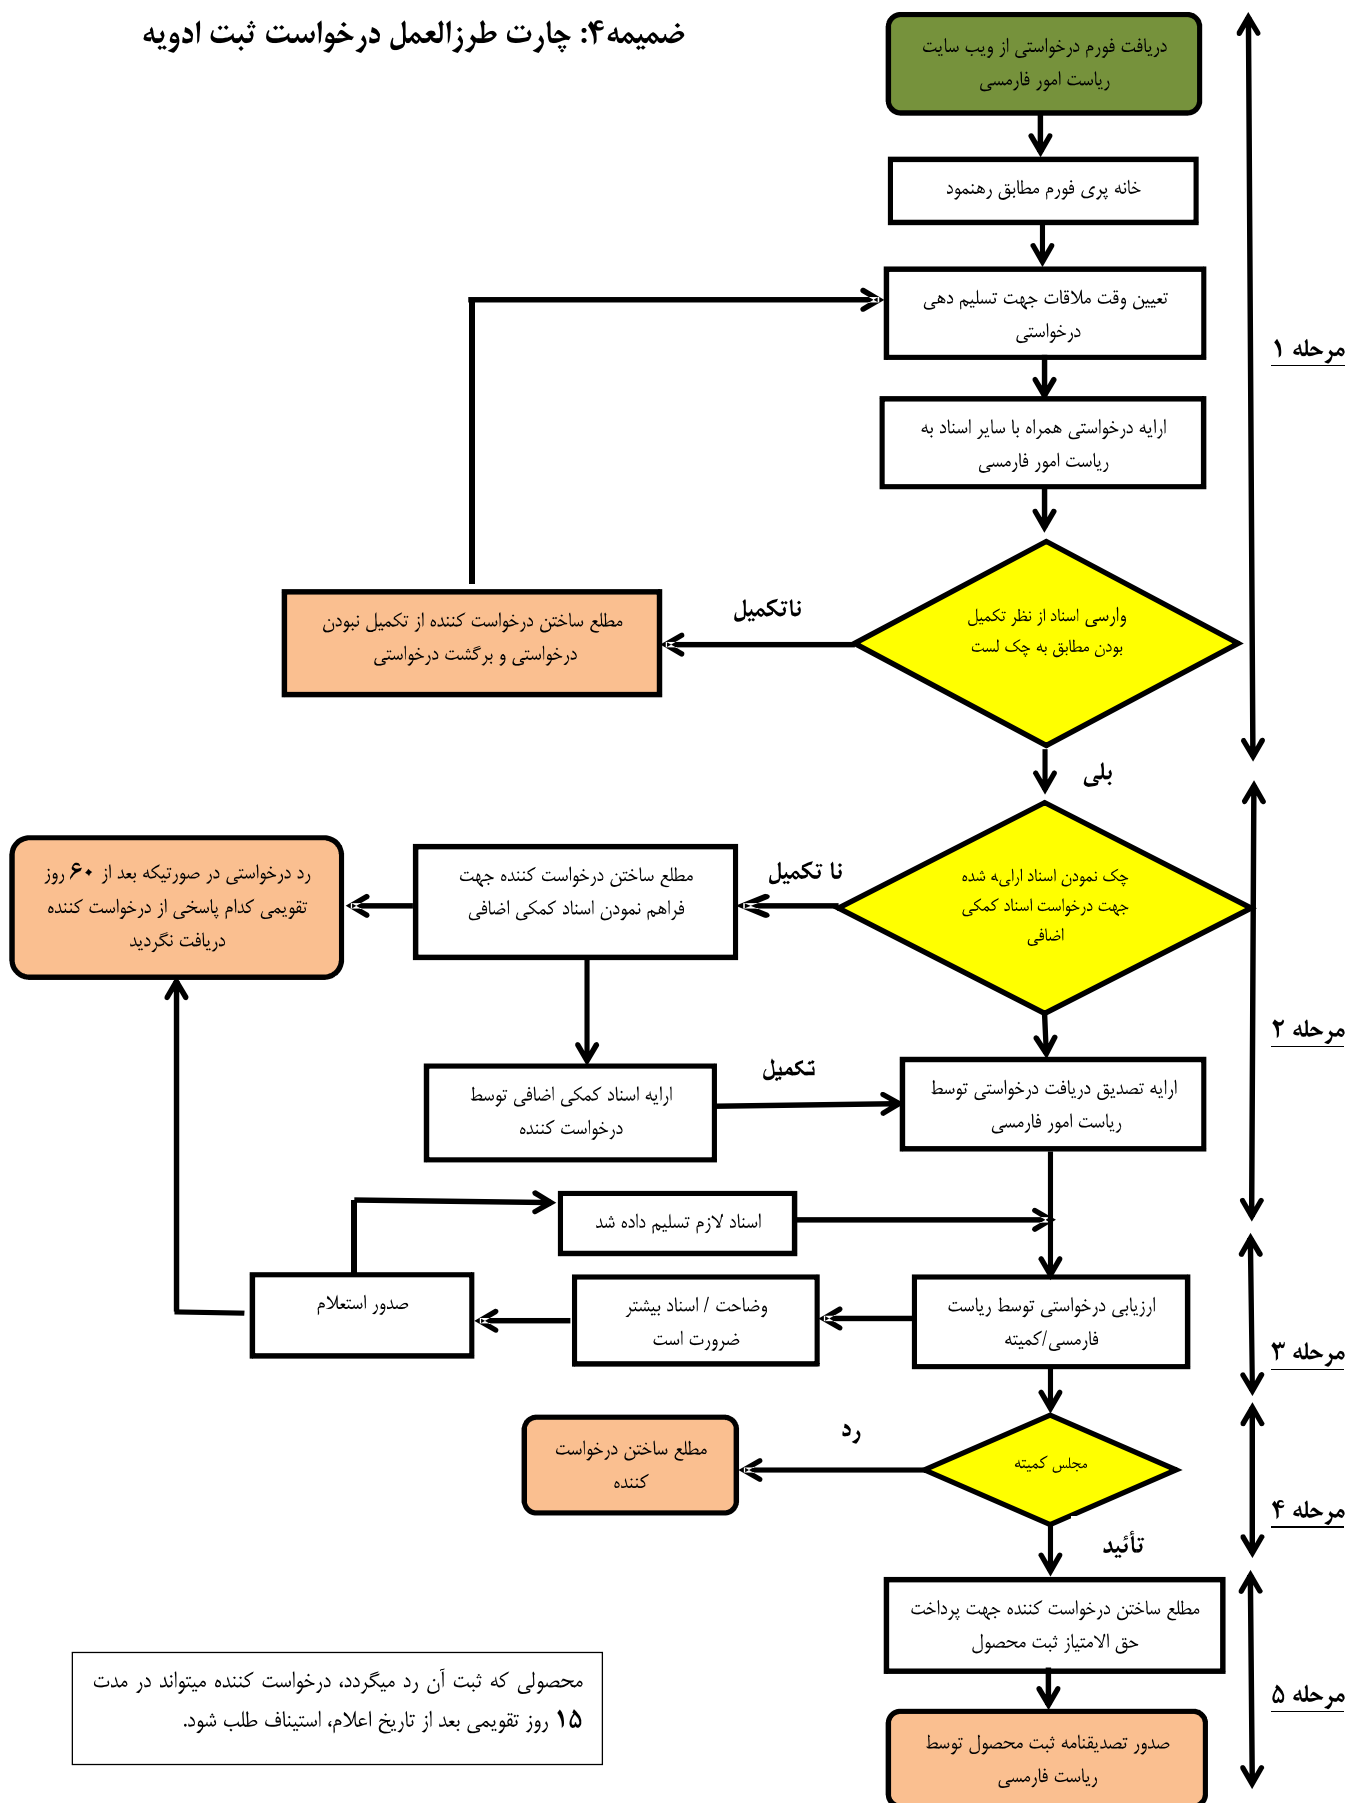 ضمیمه۴: چارت طرزالعمل درخواست ثبت ادویه
دریافت فورم درخواستی از ویب سایت
ریاست امور فارمسی
خانه پری فورم مطابق رهنمود
تعیین وقت ملاقات جهت تسلیم دهی
درخواستی
مرحله ۱
ارایه درخواستی همراه با سایر اسناد به
ریاست امور فارمسی
وارسی اسناد از نظر تکمیل
بودن مطابق به چک لست
ناتکمیل
مطلع ساختن درخواست کننده از تکمیل نبودن
درخواستی و برگشت درخواستی
بلی
چک نمودن اسناد ارایه شده
جهت درخواست اسناد کمکی
اضافی
نا تکمیل
مطلع ساختن درخواست کننده جهت
فراهم نمودن اسناد کمکی اضافی
رد درخواستی در صورتیکه بعد از ۶۰ روز
تقویمی کدام پاسخی از درخواست کننده
دریافت نگردید
مرحله ۲
ارایه تصدیق دریافت درخواستی توسط
ریاست امور فارمسی
تکمیل
ارایه اسناد کمکی اضافی توسط
درخواست کننده
اسناد لازم تسلیم داده شد
ارزیابی درخواستی توسط ریاست
فارمسی/کمیته
وضاحت / اسناد بیشتر
ضرورت است
صدور استعلام
مرحله ۳
مجلس کمیته
رد
مطلع ساختن درخواست
کننده
مرحله ۴
تأئید
مطلع ساختن درخواست کننده جهت پرداخت
حق الامتیاز ثبت محصول
مرحله ۵
صدور تصدیقنامه ثبت محصول توسط
ریاست فارمسی
محصولی که ثبت آن رد میگردد، درخواست کننده میتواند در مدت
۱۵ روز تقویمی بعد از تاریخ اعلام، استیناف طلب شود.